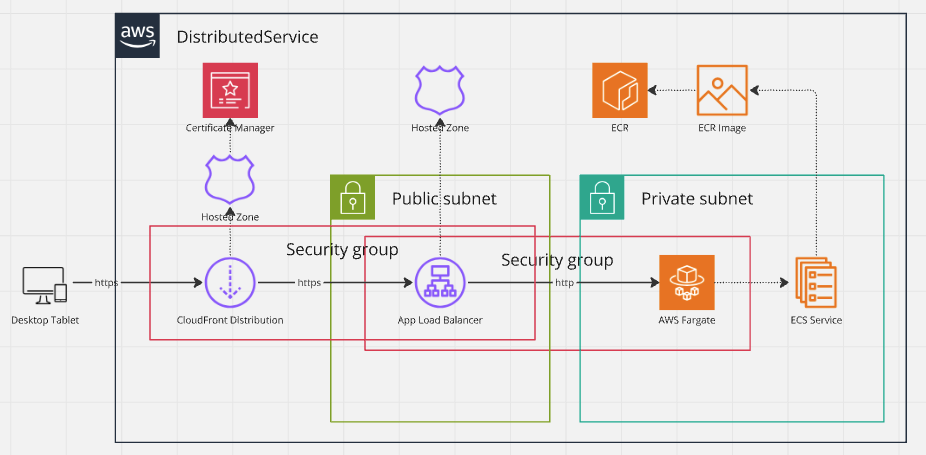 aws
DistributedService
Certificate Manager
Hosted Zone
ECR
ECR Image
Hosted Zone
Public subnet
Private subnet
Security group
Security group
https
https
http
Desktop Tablet
CloudFront Distribution
App Load Balancer
AWS Fargate
ECS Service